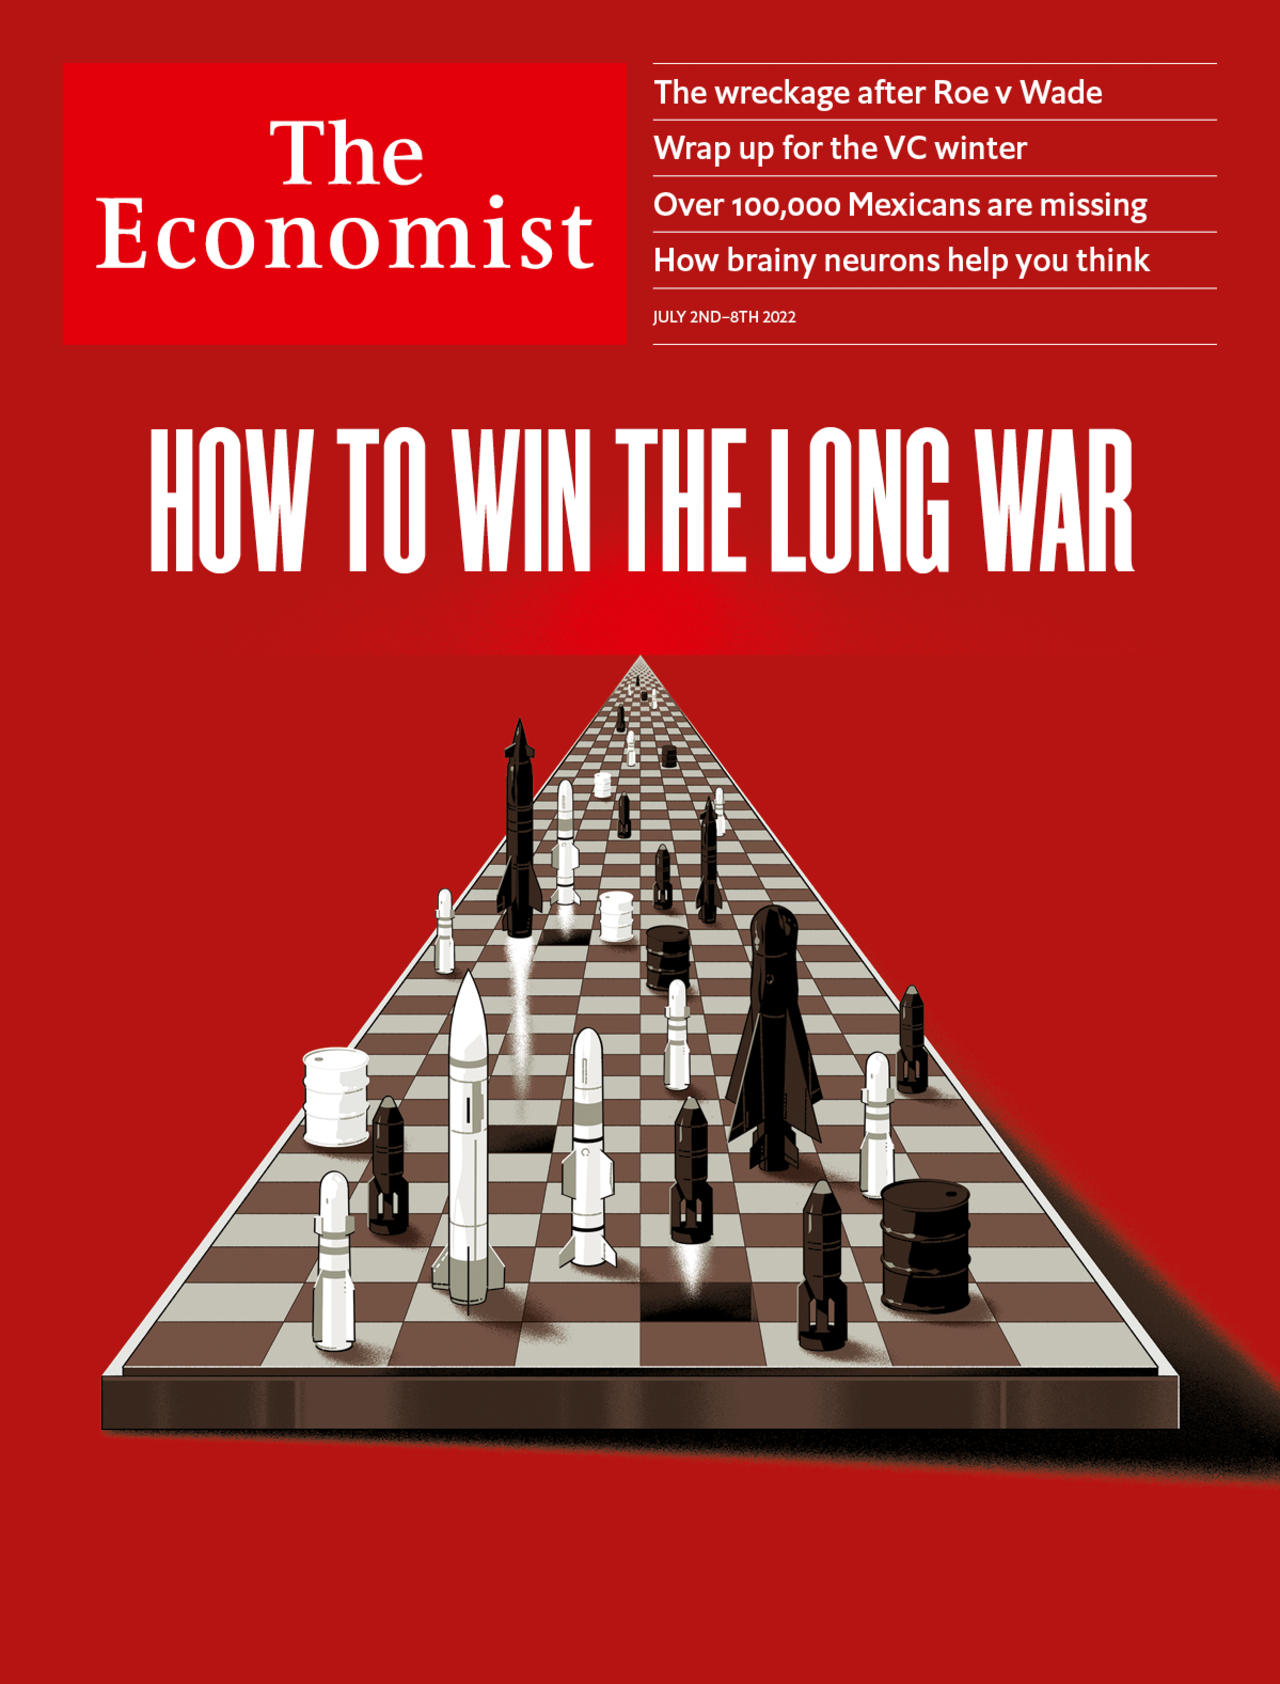 The
Economist
The wreckage after Roe v Wade
Wrap up for the VC winter
Over 100,000 Mexicans are missing
How brainy neurons help you think
JULY 2ND–8TH 2022
HOW TO WIN THE LONG WAR